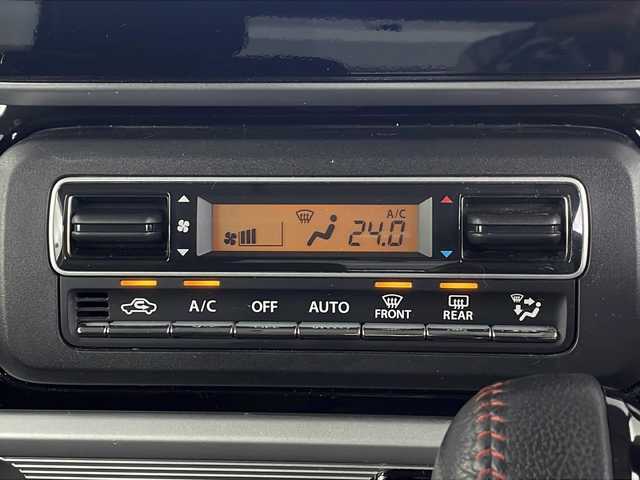 A/C
24.0
A/C OFF AUTO FRONT REAR